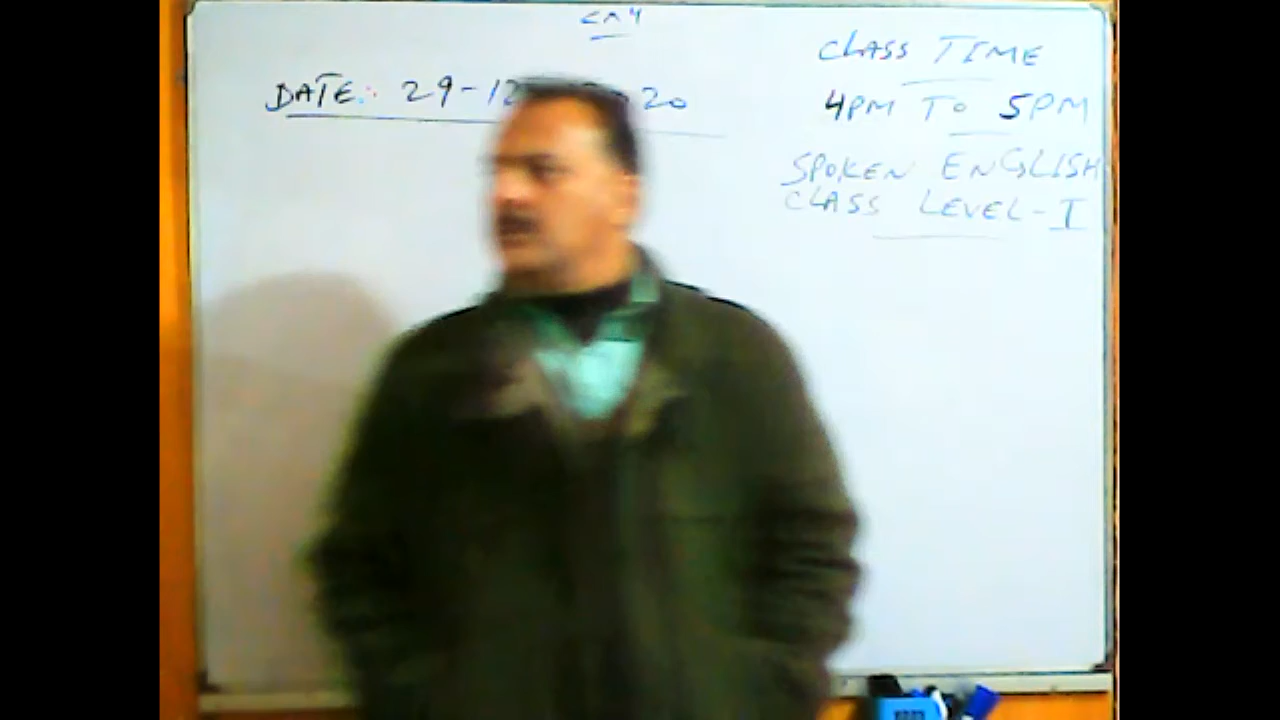 DATE: 29-12 20
CLASS TIME
4PM TO 5PM
SPOKEN ENGLISH
CLASS LEVEL-I